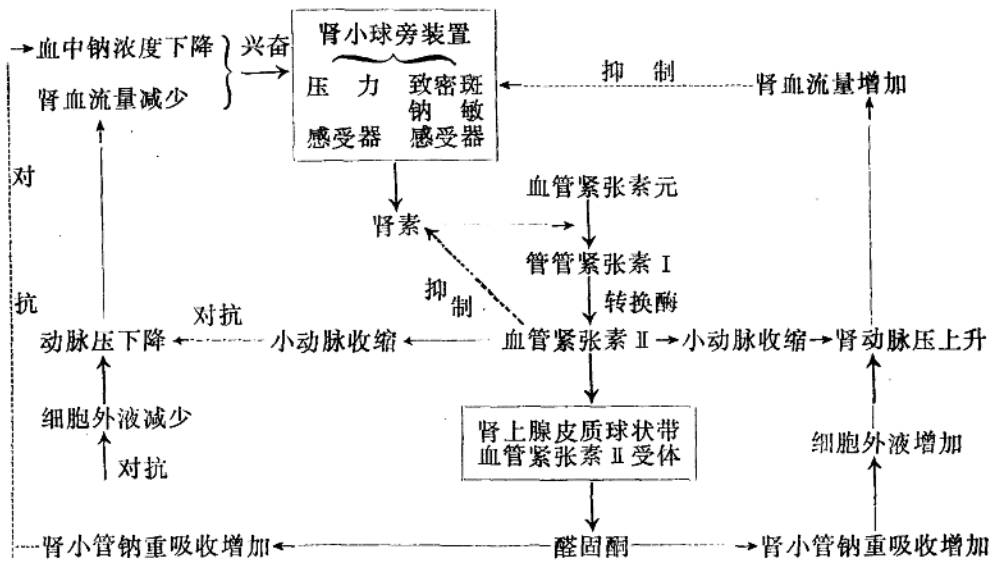 血中钠浓度下降
肾血流量减少
兴奋
肾小球旁装置
压 力 致密斑
钠 敏
感受器 感受器
抑 制
肾血流量增加
对
抗
肾素
血管紧张素元
管管紧张素Ⅰ
转换酶
抑制
动脉压下降
对抗
小动脉收缩
血管紧张素Ⅱ
小动脉收缩
肾动脉压上升
细胞外液减少
对抗
肾上腺皮质球状带
血管紧张素Ⅱ受体
细胞外液增加
肾小管钠重吸收增加
醛固酮
肾小管钠重吸收增加